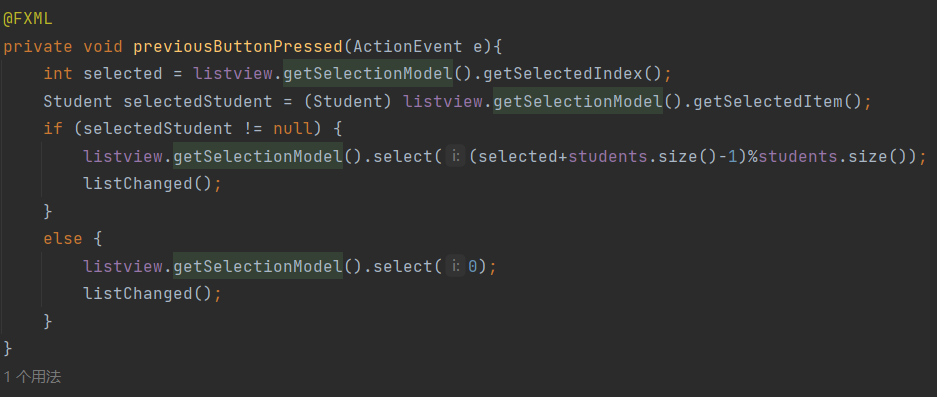 @FXML
private void previousButtonPressed(ActionEvent e){
    int selected = listview.getSelectionModel().getSelectedIndex();
    Student selectedStudent = (Student) listview.getSelectionModel().getSelectedItem();
    if (selectedStudent != null) {
        listview.getSelectionModel().select( i: (selected+students.size()-1)%students.size());
        listChanged();
    }
    else {
        listview.getSelectionModel().select( i: 0);
        listChanged();
    }
}
1 个用法